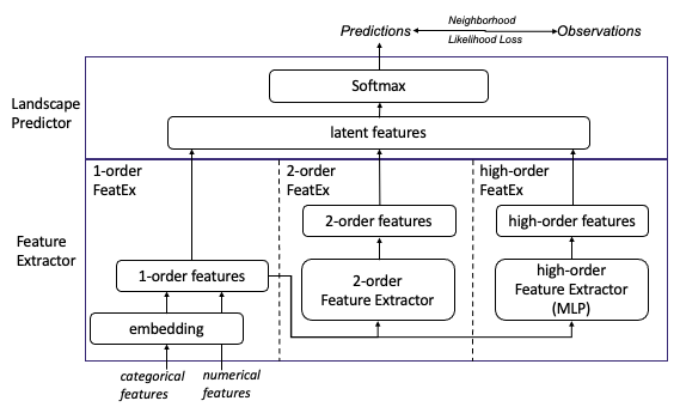 Predictions
Neighborhood
Likelihood Loss
Observations
Landscape
Predictor
Softmax
latent features
1-order
FeatEx
2-order
FeatEx
high-order
FeatEx
Feature
Extractor
2-order features
high-order features
1-order features
2-order
Feature Extractor
high-order
Feature Extractor
(MLP)
embedding
categorical
features
numerical
features